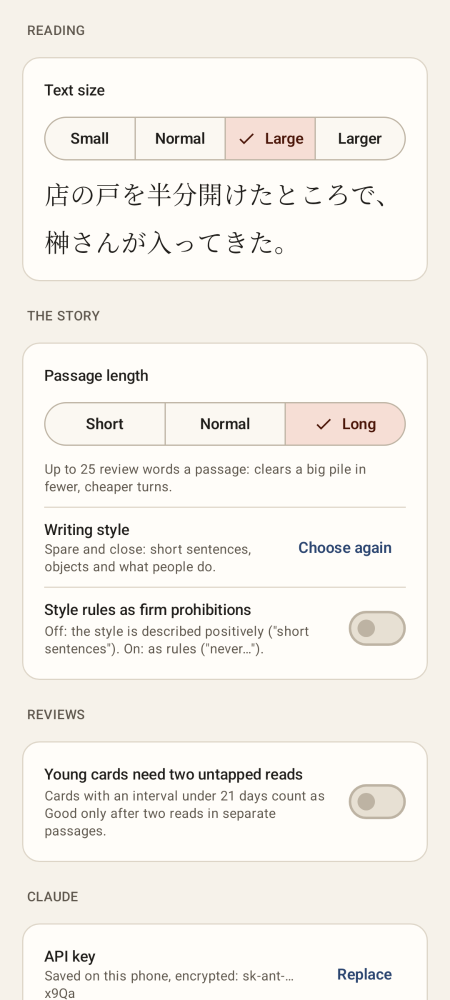 READING
Text size
Small Normal Large Larger
店の戸を半分開けたところで、
榊さんが入ってきた。
THE STORY
Passage length
Short Normal Long
Up to 25 review words a passage: clears a big pile in
fewer, cheaper turns.
Writing style
Spare and close: short sentences,
objects and what people do.
Choose again
Style rules as firm prohibitions
Off: the style is described positively ("short
sentences"). On: as rules ("never…").
REVIEWS
Young cards need two untapped reads
Cards with an interval under 21 days count as
Good only after two reads in separate
passages.
CLAUDE
API key
Saved on this phone, encrypted: sk-ant-…
x9Qa
Replace